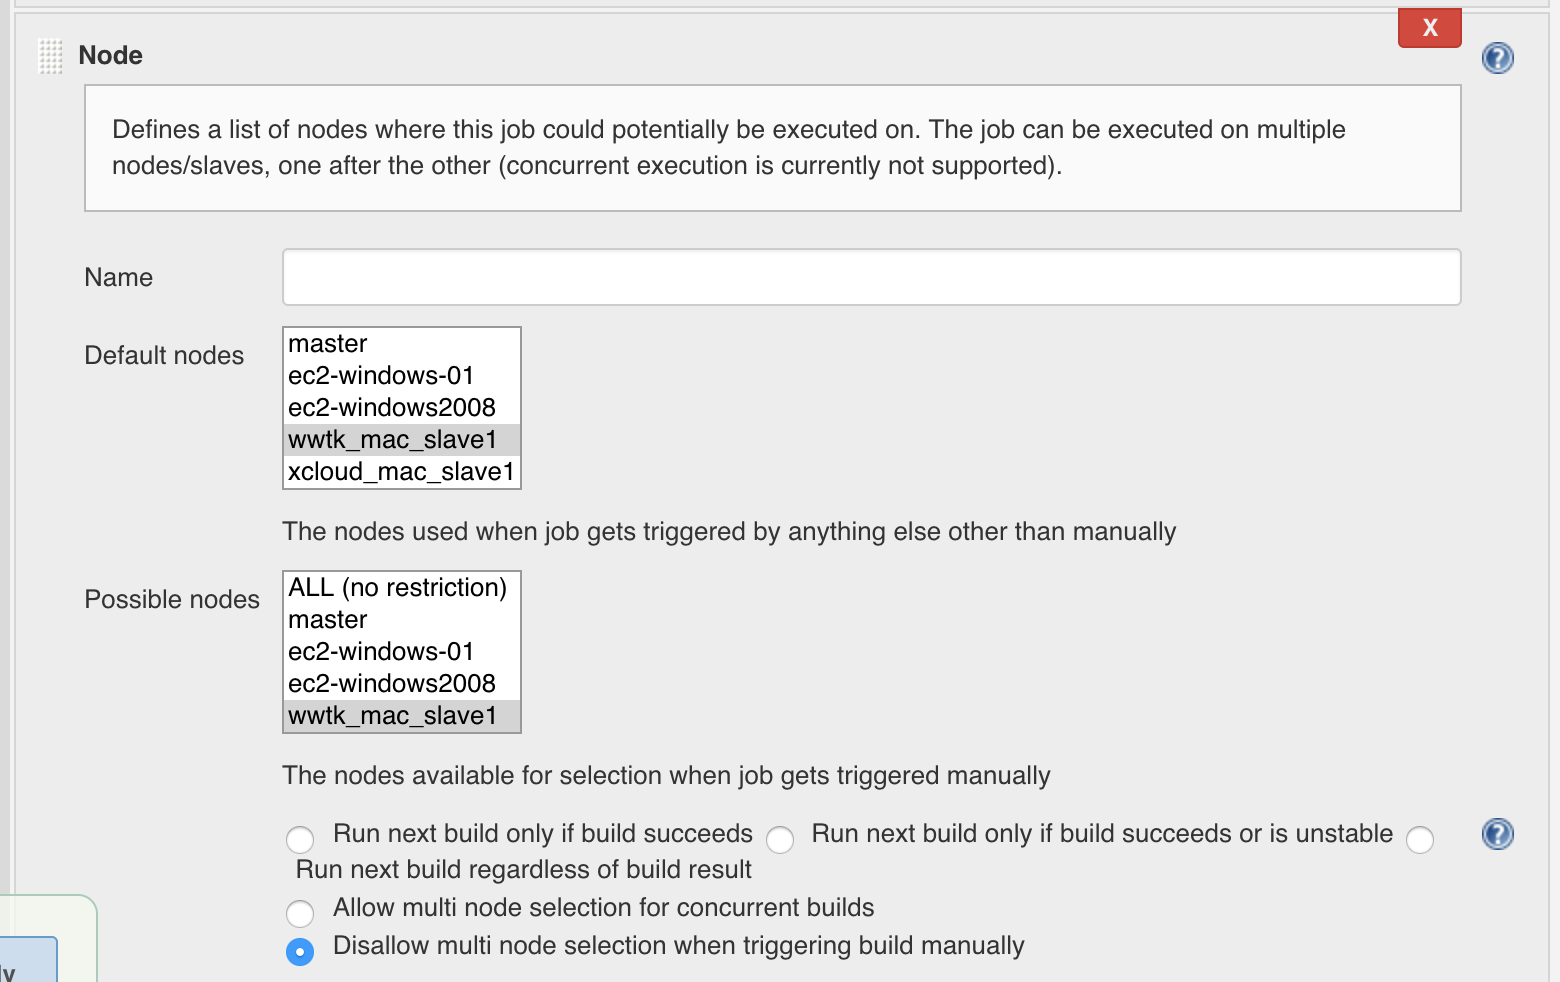 X
Node
?
Defines a list of nodes where this job could potentially be executed on. The job can be executed on multiple
nodes/slaves, one after the other (concurrent execution is currently not supported).
Name
Default nodes
master
ec2-windows-01
ec2-windows2008
wwtk_mac_slave1
xcloud_mac_slave1
The nodes used when job gets triggered by anything else other than manually
Possible nodes
ALL (no restriction)
master
ec2-windows-01
ec2-windows2008
wwtk_mac_slave1
The nodes available for selection when job gets triggered manually
Run next build only if build succeeds Run next build only if build succeeds or is unstable
?
Run next build regardless of build result
Allow multi node selection for concurrent builds
Disallow multi node selection when triggering build manually